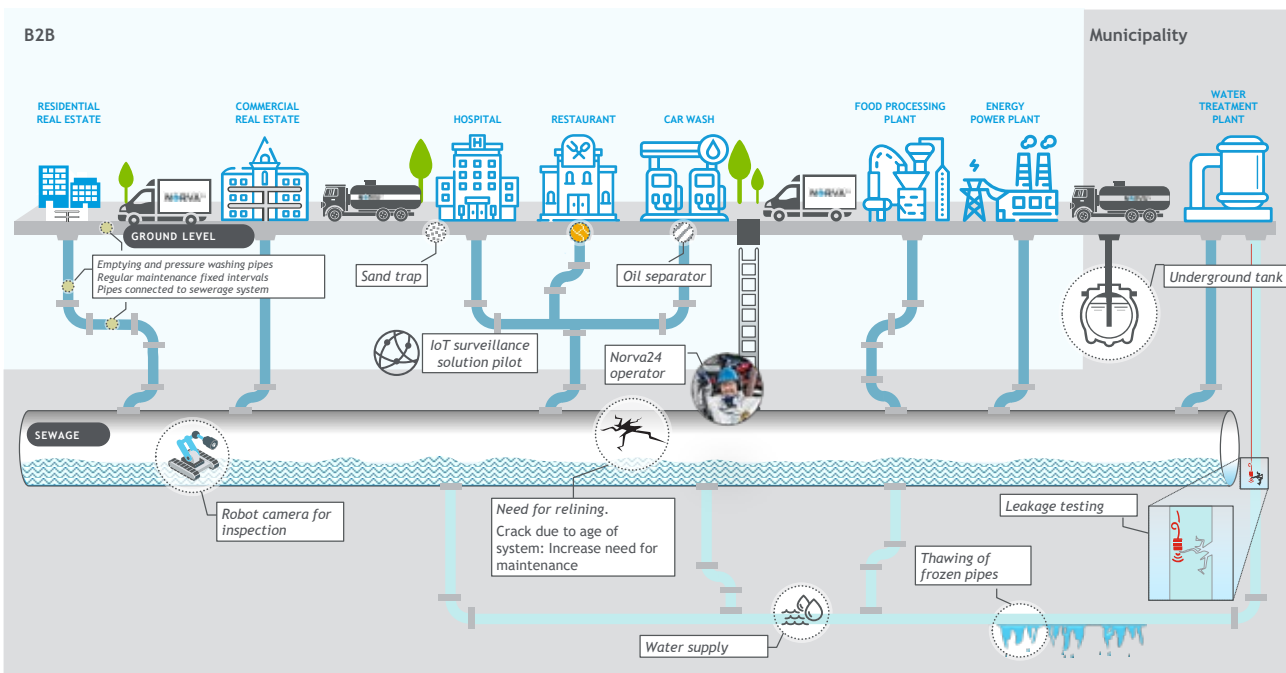 B2B
Municipality
RESIDENTIAL
REAL ESTATE
COMMERCIAL
REAL ESTATE
HOSPITAL
RESTAURANT
CAR WASH
FOOD PROCESSING
PLANT
ENERGY
POWER PLANT
WATER
TREATMENT
PLANT
H
NORVA
NORVA
GROUND LEVEL
Emptying and pressure washing pipes
Regular maintenance fixed intervals
Pipes connected to sewerage system
Sand trap
Oil separator
Underground tank
IoT surveillance
solution pilot
Norva24
operator
SEWAGE
Robot camera for
inspection
Need for relining.
Crack due to age of
system: Increase need for
maintenance
Leakage testing
Thawing of
frozen pipes
Water supply